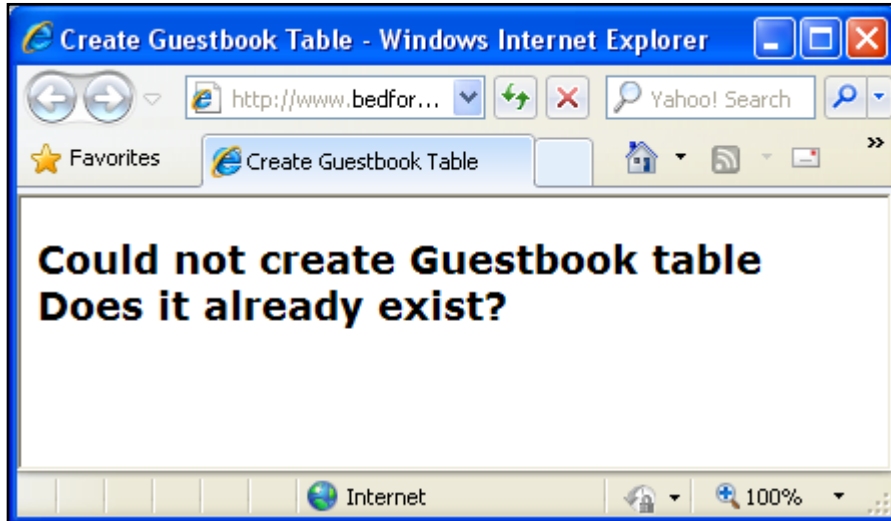 Create Guestbook Table - Windows Internet Explorer
http://www.bedfor...
Yahoo! Search
Favorites
Create Guestbook Table
Could not create Guestbook table
Does it already exist?
Internet
100%